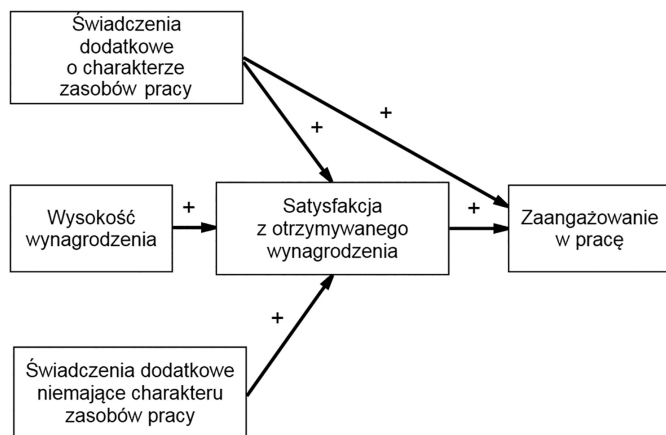 Świadczenia
dodatkowe
o charakterze
zasobów pracy
+
+
Wysokość
wynagrodzenia
+
Satysfakcja
z otrzymywanego
wynagrodzenia
+
Zaangażowanie
w pracę
+
Świadczenia dodatkowe
niemające charakteru
zasobów pracy